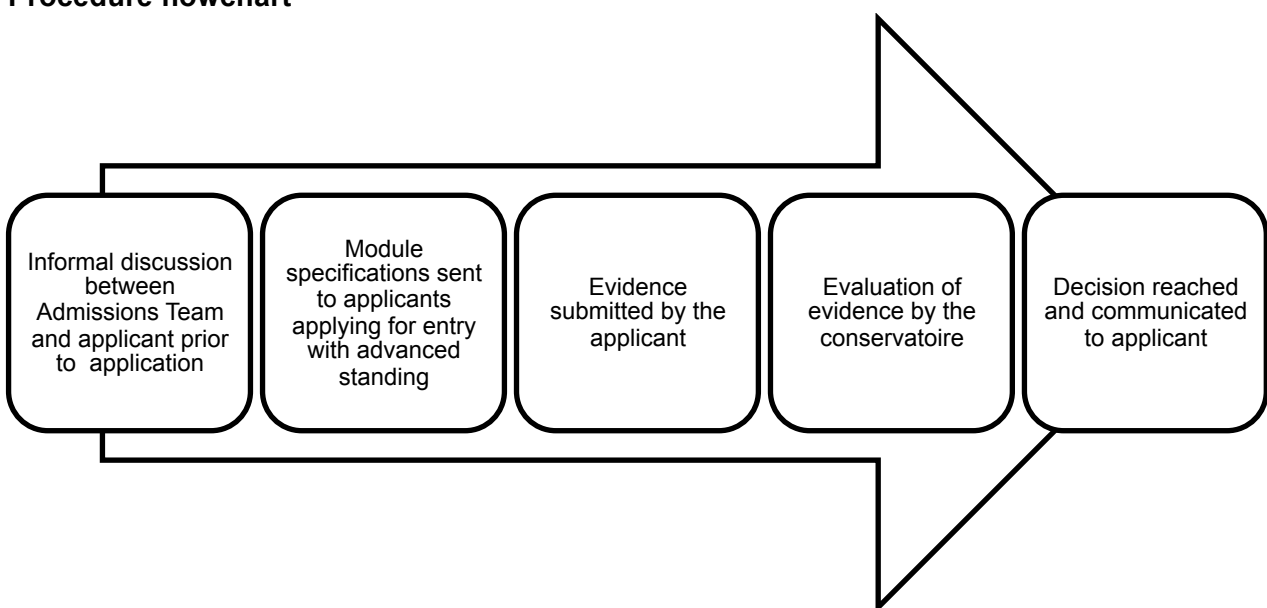 Procedure flowchart
Informal discussion
between
Admissions Team
and applicant prior
to application
Module
specifications sent
to applicants
applying for entry
with advanced
standing
Evidence
submitted by the
applicant
Evaluation of
evidence by the
conservatoire
Decision reached
and communicated
to applicant